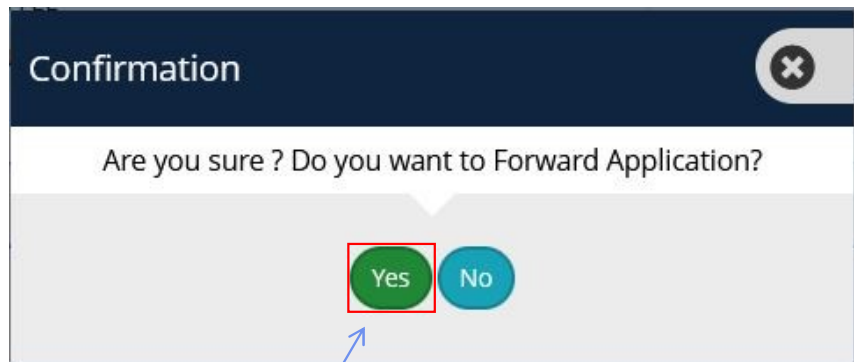 Confirmation
Are you sure ? Do you want to Forward Application?
Yes No